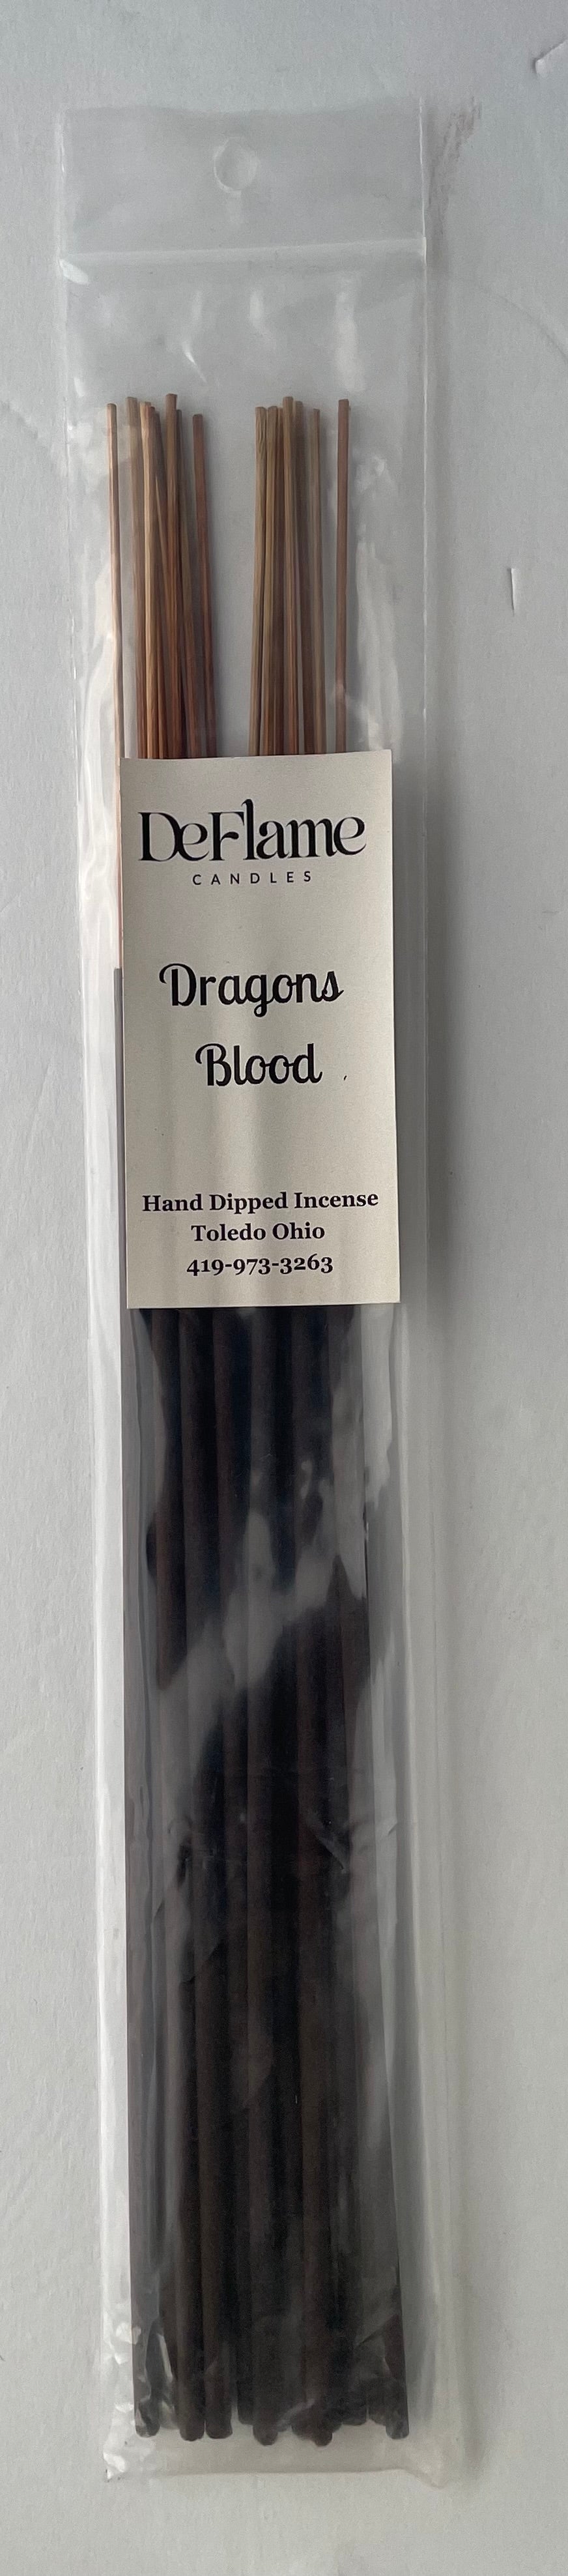 DeFlame
CANDLES
Dragons
Blood
Hand Dipped Incense
Toledo Ohio
419-973-3263